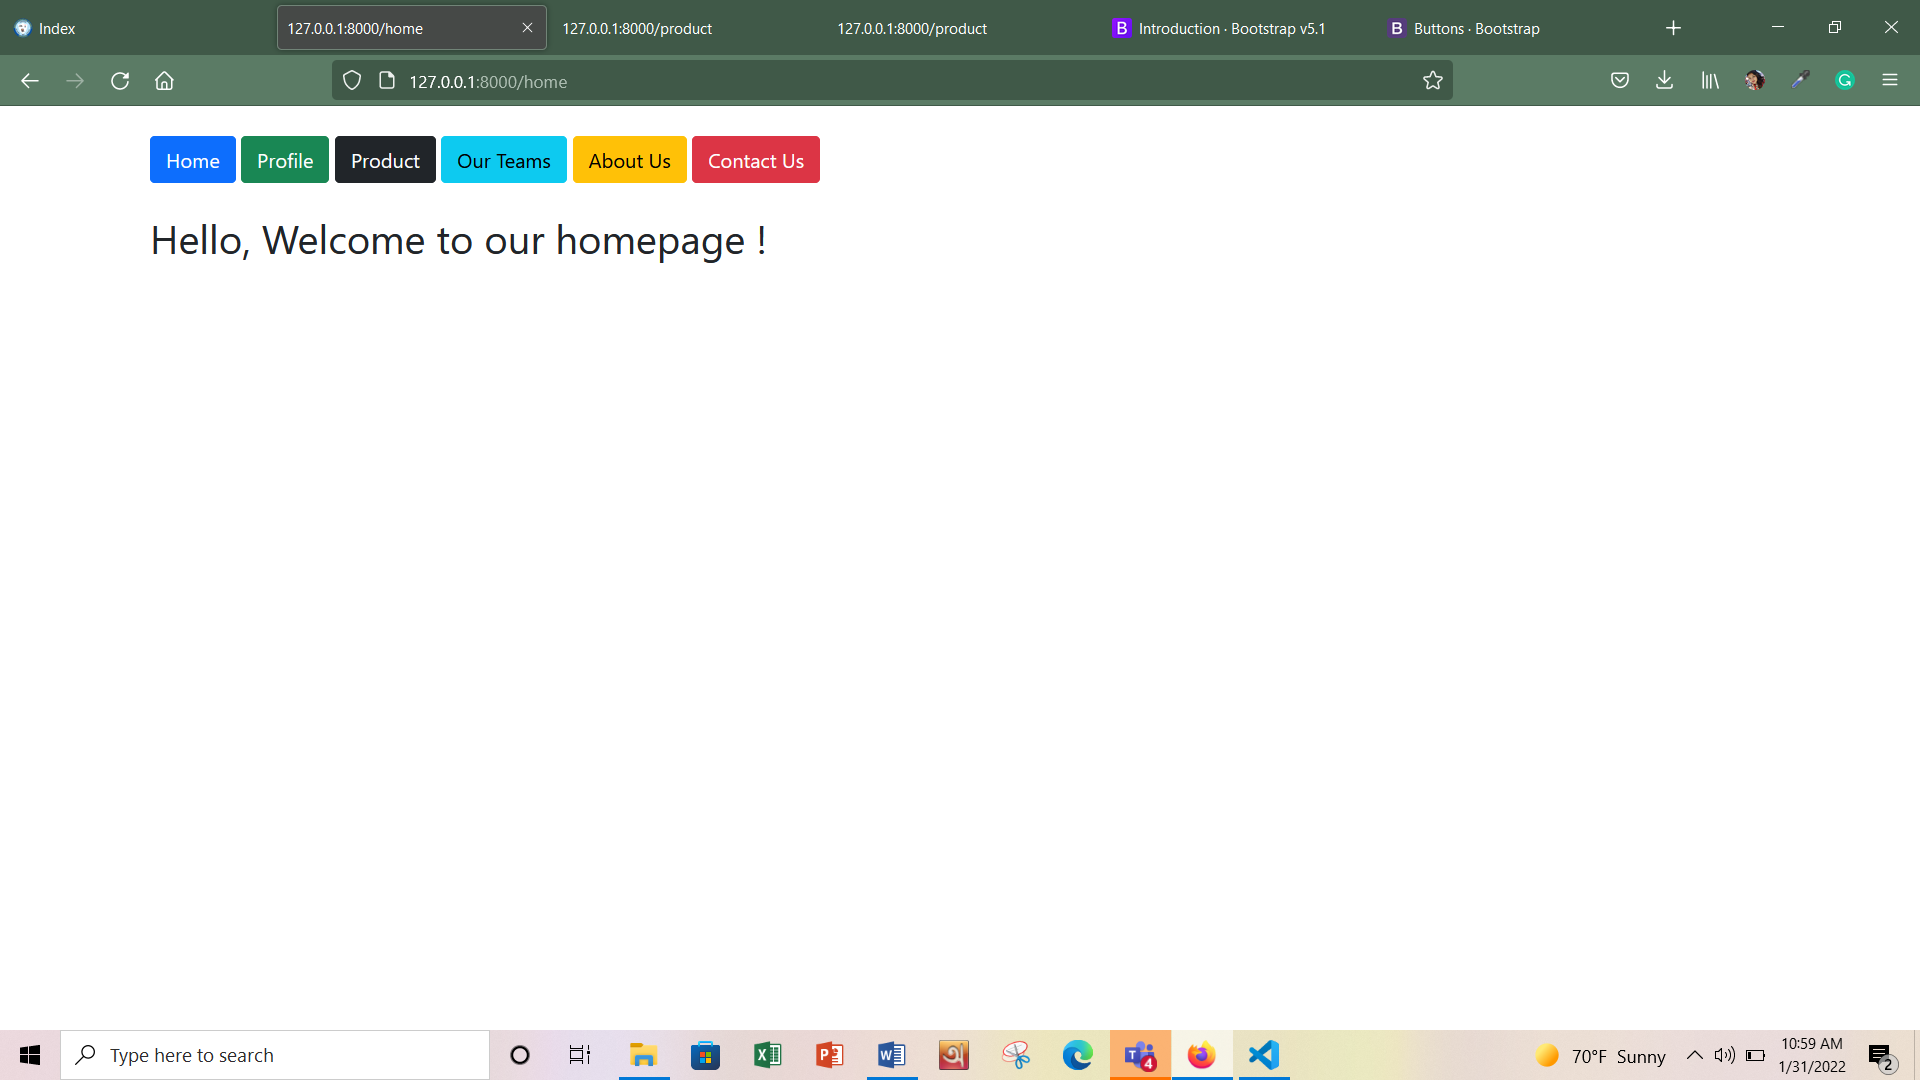 Index
127.0.0.1:8000/home
127.0.0.1:8000/product
127.0.0.1:8000/product
B Introduction · Bootstrap v5.1
B Buttons · Bootstrap
127.0.0.1:8000/home
G
Home Profile Product Our Teams About Us Contact Us
Hello, Welcome to our homepage !
Type here to search
4
70°F Sunny
10:59 AM
1/31/2022
2